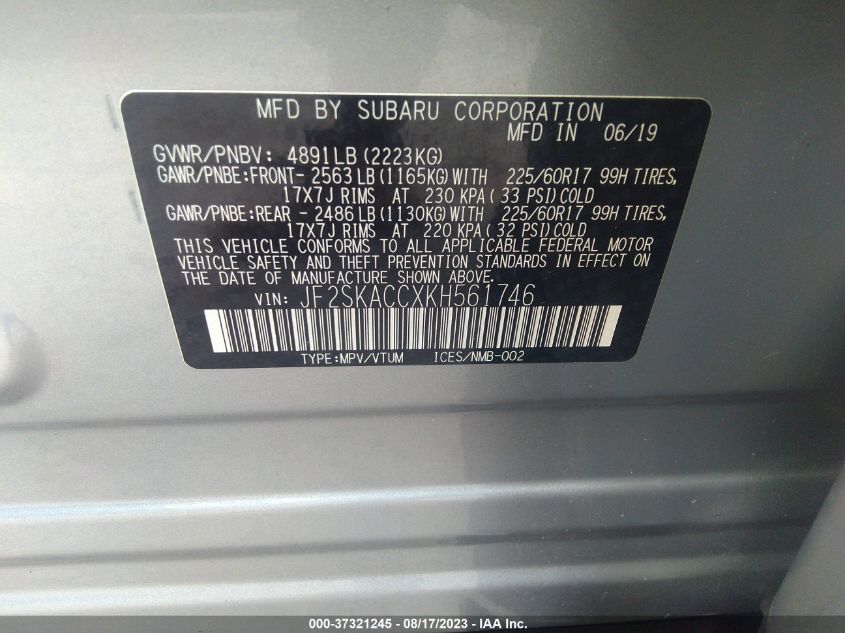 MFD BY SUBARU CORPORATION
MFD IN 06/19
GVWR/PNBV: 4891LB(2223KG)
GAWR/PNBE:FRONT- 2563LB(1165KG)WITH 225/60R17 99H TIRES,
17X7J RIMS AT 230 KPA( 33 PSI)COLD
GAWR/PNBE:REAR - 2486LB(1130KG)WITH 225/60R17 99H TIRES,
17X7J RIMS AT 220 KPA( 32 PSI)COLD
THIS VEHICLE CONFORMS TO ALL APPLICABLE FEDERAL MOTOR
VEHICLE SAFETY AND THEFT PREVENTION STANDARDS IN EFFECT ON
THE DATE OF MANUFACTURE SHOWN ABOVE.
VIN: JF2SKACCXKH561746
TYPE:MPV/VTUM ICES/NMB-002
000-37321245 - 08/17/2023 - IAA Inc.